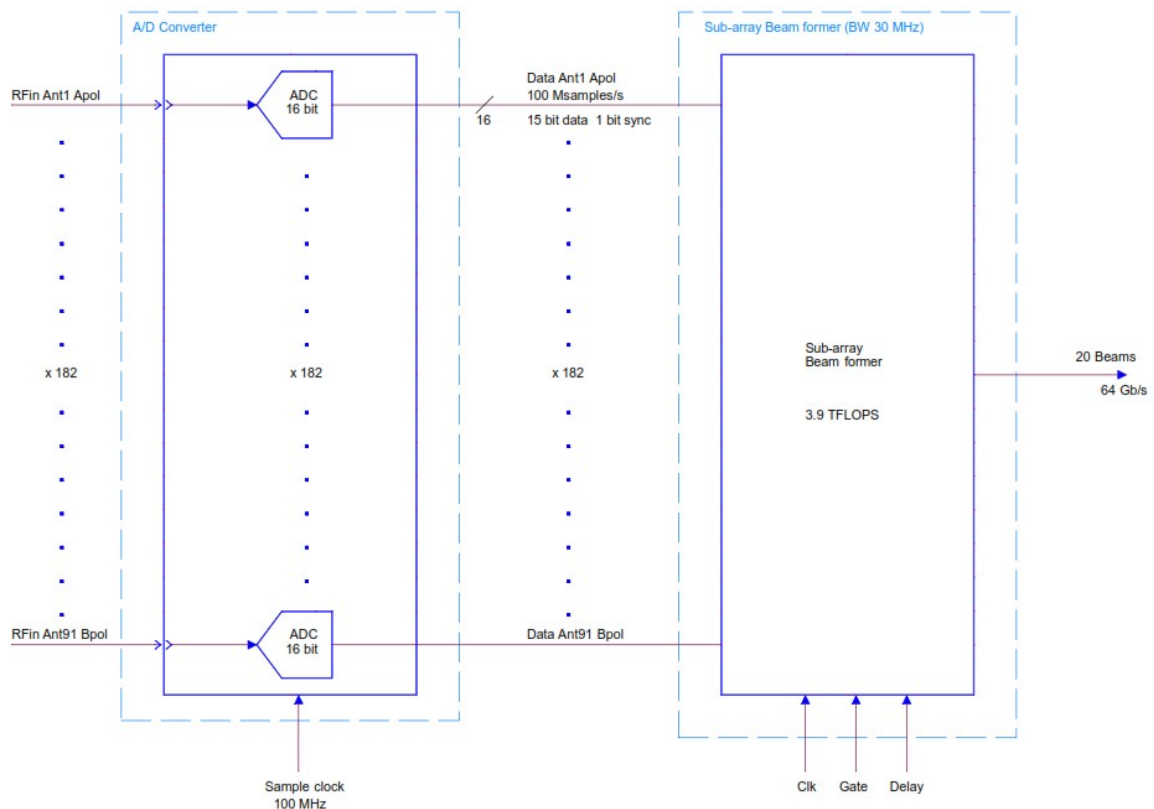 A/D Converter
Sub-array Beam former (BW 30 MHz)
RFin Ant1 Apol
ADC
16 bit
Data Ant1 Apol
100 Msamples/s
16
15 bit data 1 bit sync
x 182
x 182
x 182
Sub-array
Beam former
3.9 TFLOPS
20 Beams
64 Gb/s
RFin Ant91 Bpol
ADC
16 bit
Data Ant91 Bpol
Sample clock
100 MHz
Clk
Gate
Delay